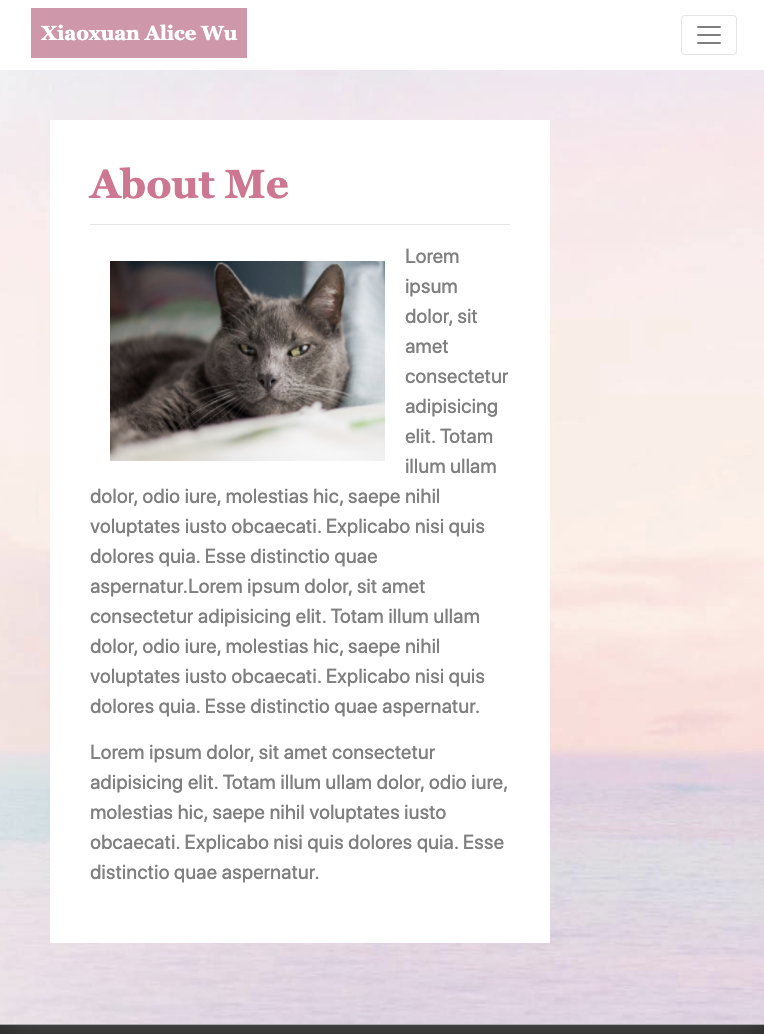 Xiaoxuan Alice Wu
About Me
Lorem
ipsum
dolor, sit
amet
consectetur
adipisicing
elit. Totam
illum ullam
dolor, odio iure, molestias hic, saepe nihil
voluptates iusto obcaecati. Explicabo nisi quis
dolores quia. Esse distinctio quae
aspernatur.Lorem ipsum dolor, sit amet
consectetur adipisicing elit. Totam illum ullam
dolor, odio iure, molestias hic, saepe nihil
voluptates iusto obcaecati. Explicabo nisi quis
dolores quia. Esse distinctio quae aspernatur.
Lorem ipsum dolor, sit amet consectetur
adipisicing elit. Totam illum ullam dolor, odio iure,
molestias hic, saepe nihil voluptates iusto
obcaecati. Explicabo nisi quis dolores quia. Esse
distinctio quae aspernatur.